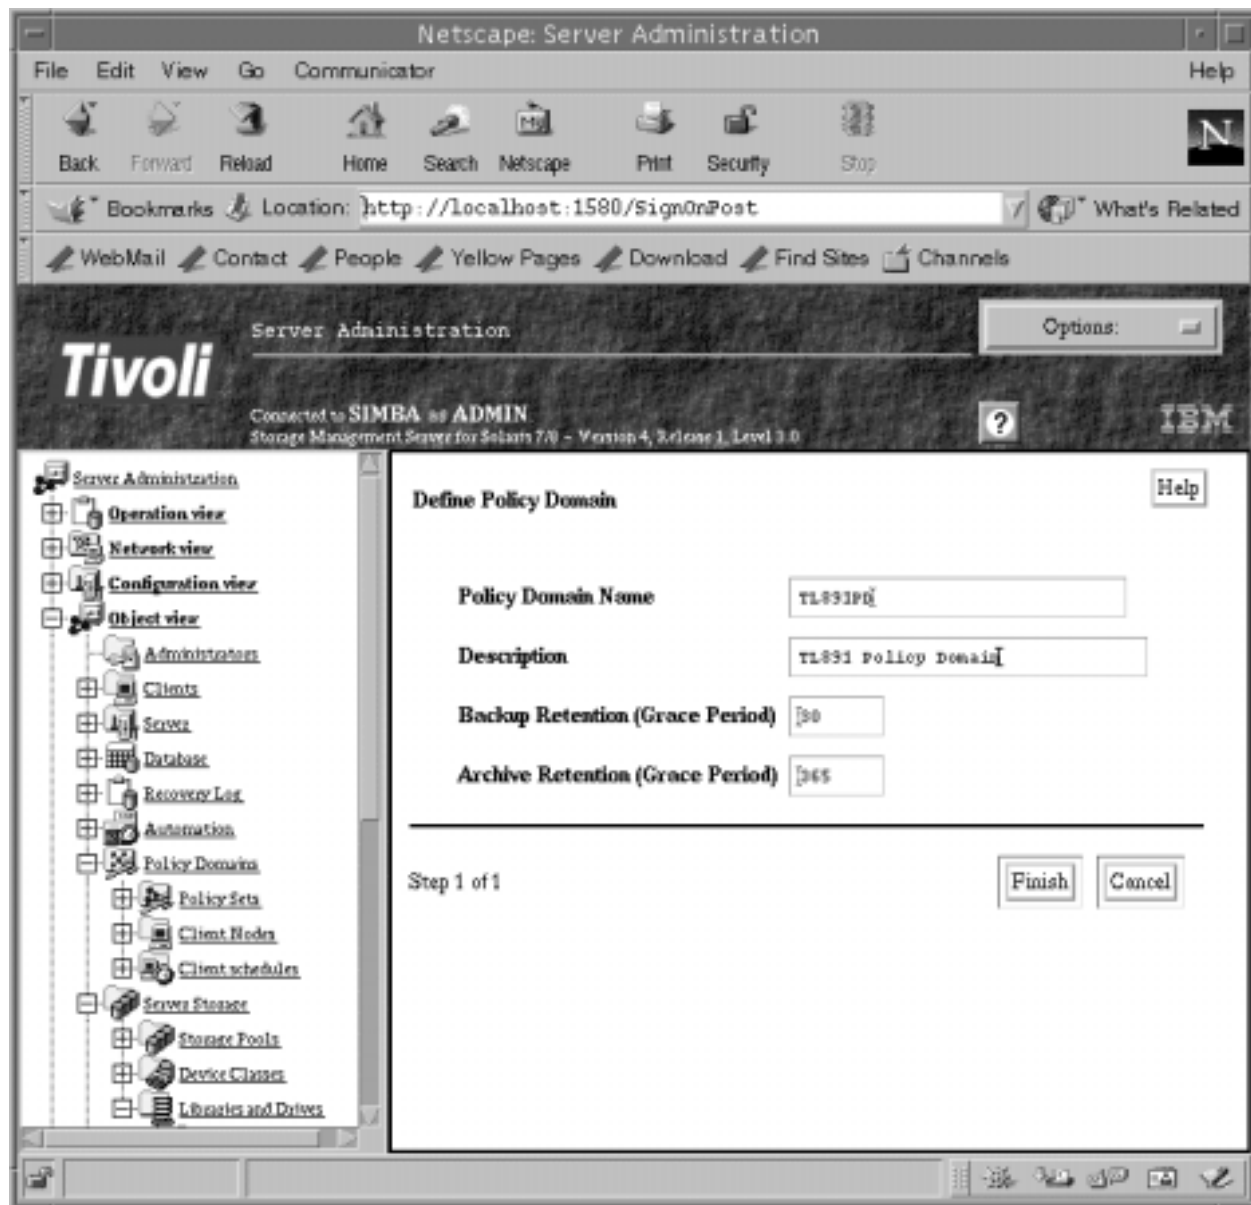 Netscape: Server Administration
File Edit View Go Communicator Help
Back Forward Reload Home Search Netscape Print Security Stop
My
N
Bookmarks Location: http://localhost:1580/SignOnPost What's Related
WebMail Contact People Yellow Pages Download Find Sites Channels
Server Administration
Options:
Tivoli
Connected to SIMBA as ADMIN
Storage Management Server for Solaris 7/8 - Version 4, Release 1, Level 3.0
?
IBM
Server Administration
Operation view
Network view
Configuration view
Object view
Administrators
Clients
Server
Database
Recovery Log
Automation
Policy Domains
Policy Sets
Client Nodes
Client schedules
Server Storage
Storage Pools
Device Classes
Libraries and Drives
Define Policy Domain
Help
Policy Domain Name TL891PD
Description TL891 Policy Domain
Backup Retention (Grace Period) 30
Archive Retention (Grace Period) 365
Step 1 of 1
Finish Cancel